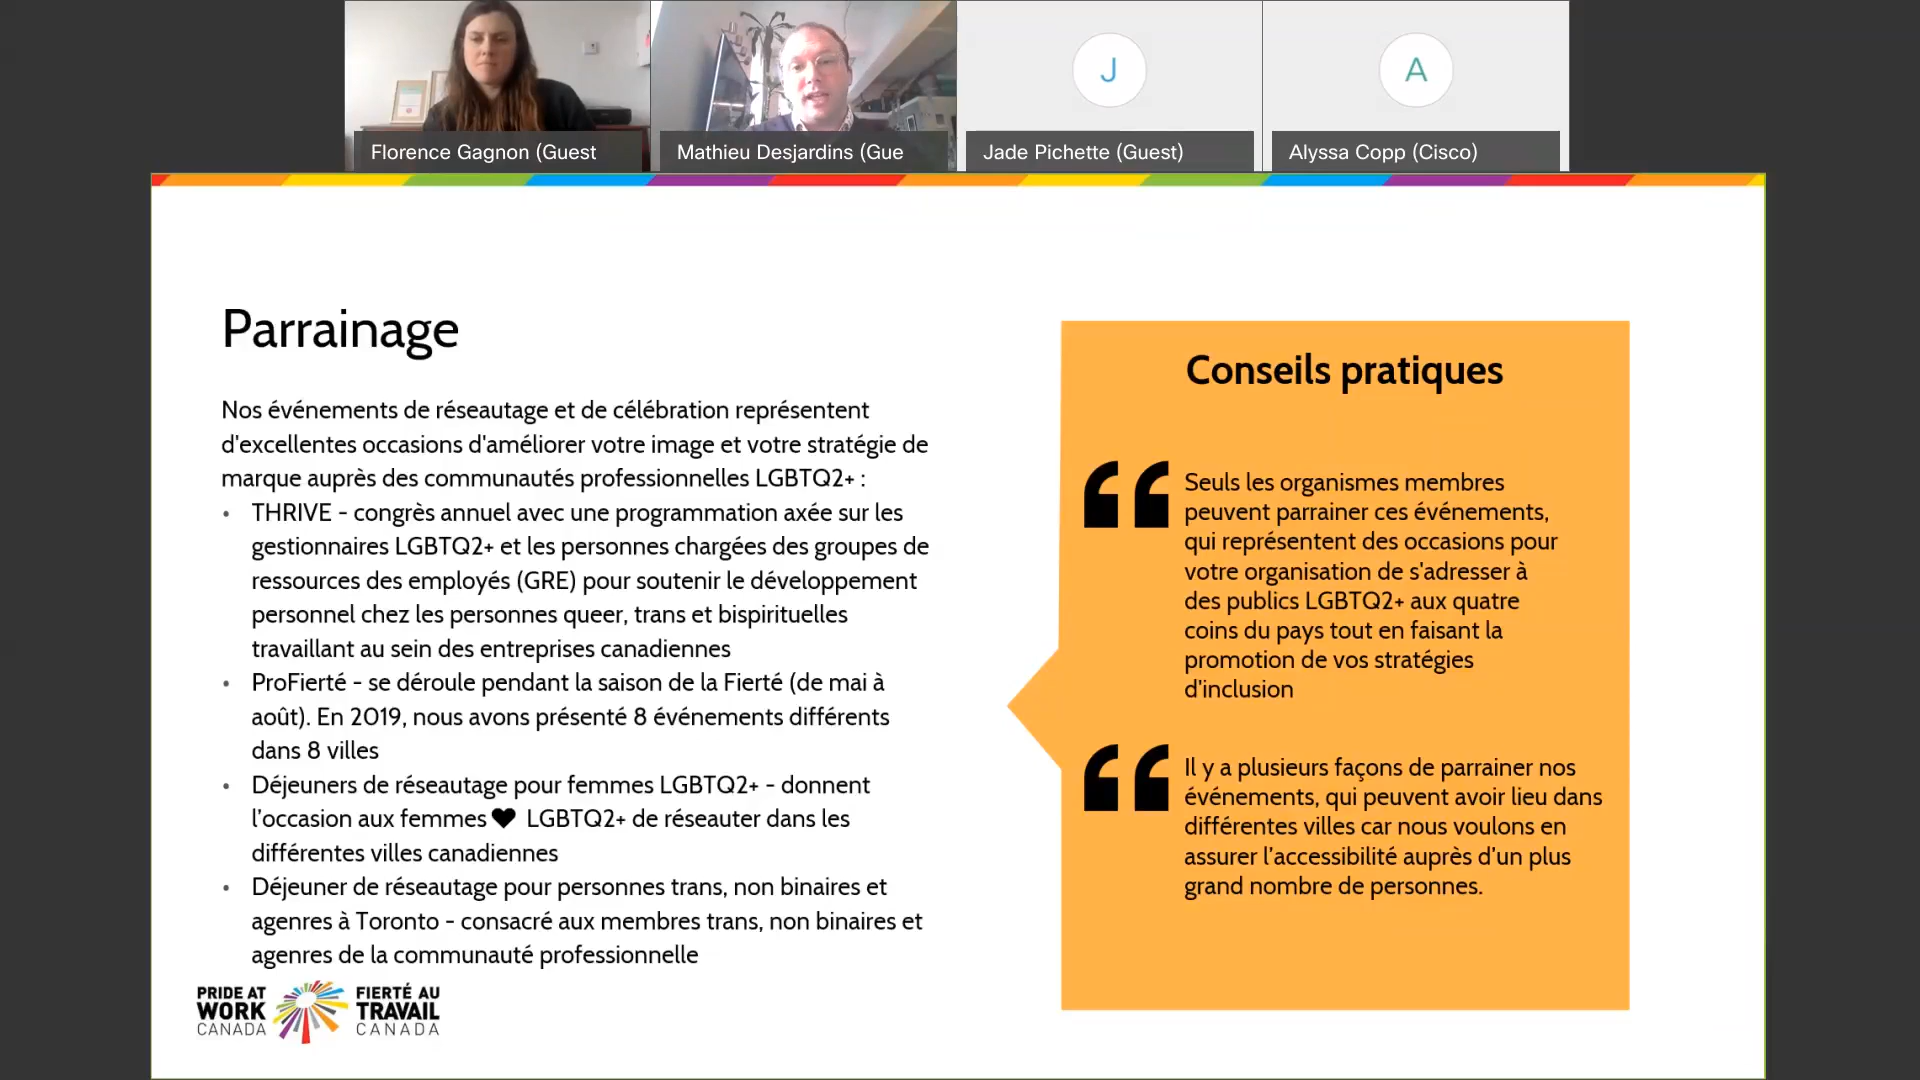 Florence Gagnon (Guest
Mathieu Desjardins (Gue
J
Jade Pichette (Guest)
A
Alyssa Copp (Cisco)
Parrainage
Nos événements de réseautage et de célébration représentent
d'excellentes occasions d'améliorer votre image et votre stratégie de
marque auprès des communautés professionnelles LGBTQ2+ :
• THRIVE - congrès annuel avec une programmation axée sur les
gestionnaires LGBTQ2+ et les personnes chargées des groupes de
ressources des employés (GRE) pour soutenir le développement
personnel chez les personnes queer, trans et bispirituelles
travaillant au sein des entreprises canadiennes
• ProFierté - se déroule pendant la saison de la Fierté (de mai à
août). En 2019, nous avons présenté 8 événements différents
dans 8 villes
• Déjeuners de réseautage pour femmes LGBTQ2+ - donnent
l’occasion aux femmes ♥ LGBTQ2+ de réseauter dans les
différentes villes canadiennes
• Déjeuner de réseautage pour personnes trans, non binaires et
agenres à Toronto - consacré aux membres trans, non binaires et
agenres de la communauté professionnelle
Conseils pratiques
“ Seuls les organismes membres
peuvent parrainer ces événements,
qui représentent des occasions pour
votre organisation de s'adresser à
des publics LGBTQ2+ aux quatre
coins du pays tout en faisant la
promotion de vos stratégies
d'inclusion
“ Il y a plusieurs façons de parrainer nos
événements, qui peuvent avoir lieu dans
différentes villes car nous voulons en
assurer l’accessibilité auprès d’un plus
grand nombre de personnes.
PRIDE AT
WORK
CANADA
FIERTÉ AU
TRAVAIL
CANADA